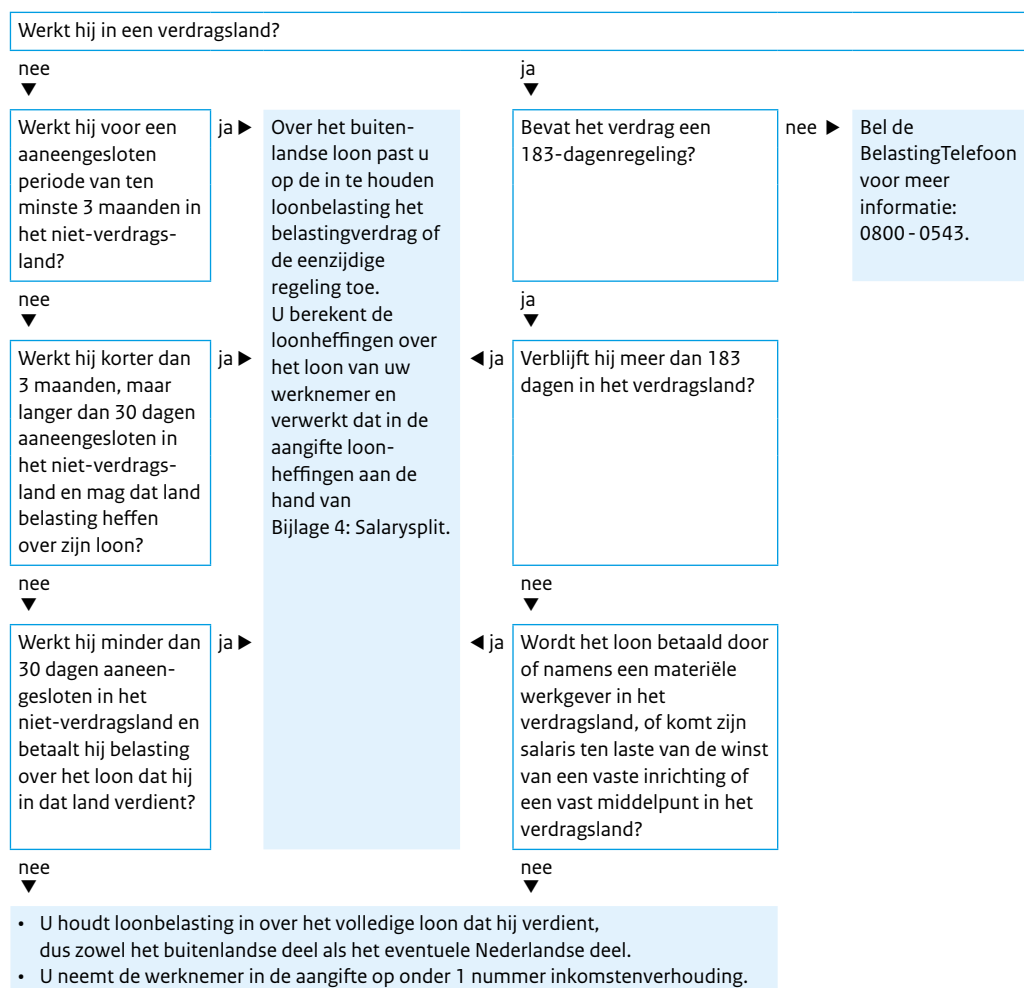 Werkt hij in een verdragsland?
nee
▼
ja
▼
Werkt hij voor een
aaneengesloten
periode van ten
minste 3 maanden in
het niet-verdrags-
land?
ja ▶
Over het buiten-
landse loon past u
op de in te houden
loonbelasting het
belastingverdrag of
de eenzijdige
regeling toe.
U berekent de
loonheffingen over
het loon van uw
werknemer en
verwerkt dat in de
aangifte loon-
heffingen aan de
hand van
Bijlage 4: Salarysplit.
Bevat het verdrag een
183-dagenregeling?
nee ▶
Bel de
BelastingTelefoon
voor meer
informatie:
0800 - 0543.
nee
▼
ja
▼
Werkt hij korter dan
3 maanden, maar
langer dan 30 dagen
aaneengesloten in
het niet-verdrags-
land en mag dat land
belasting heffen
over zijn loon?
ja ▶
◀ ja
Verblijft hij meer dan 183
dagen in het verdragsland?
nee
▼
nee
▼
Werkt hij minder dan
30 dagen aaneen-
gesloten in het
niet-verdragsland en
betaalt hij belasting
over het loon dat hij
in dat land verdient?
ja ▶
◀ ja
Wordt het loon betaald door
of namens een materiële
werkgever in het
verdragsland, of komt zijn
salaris ten laste van de winst
van een vaste inrichting of
een vast middelpunt in het
verdragsland?
nee
▼
nee
▼
• U houdt loonbelasting in over het volledige loon dat hij verdient,
dus zowel het buitenlandse deel als het eventuele Nederlandse deel.
• U neemt de werknemer in de aangifte op onder 1 nummer inkomstenverhouding.